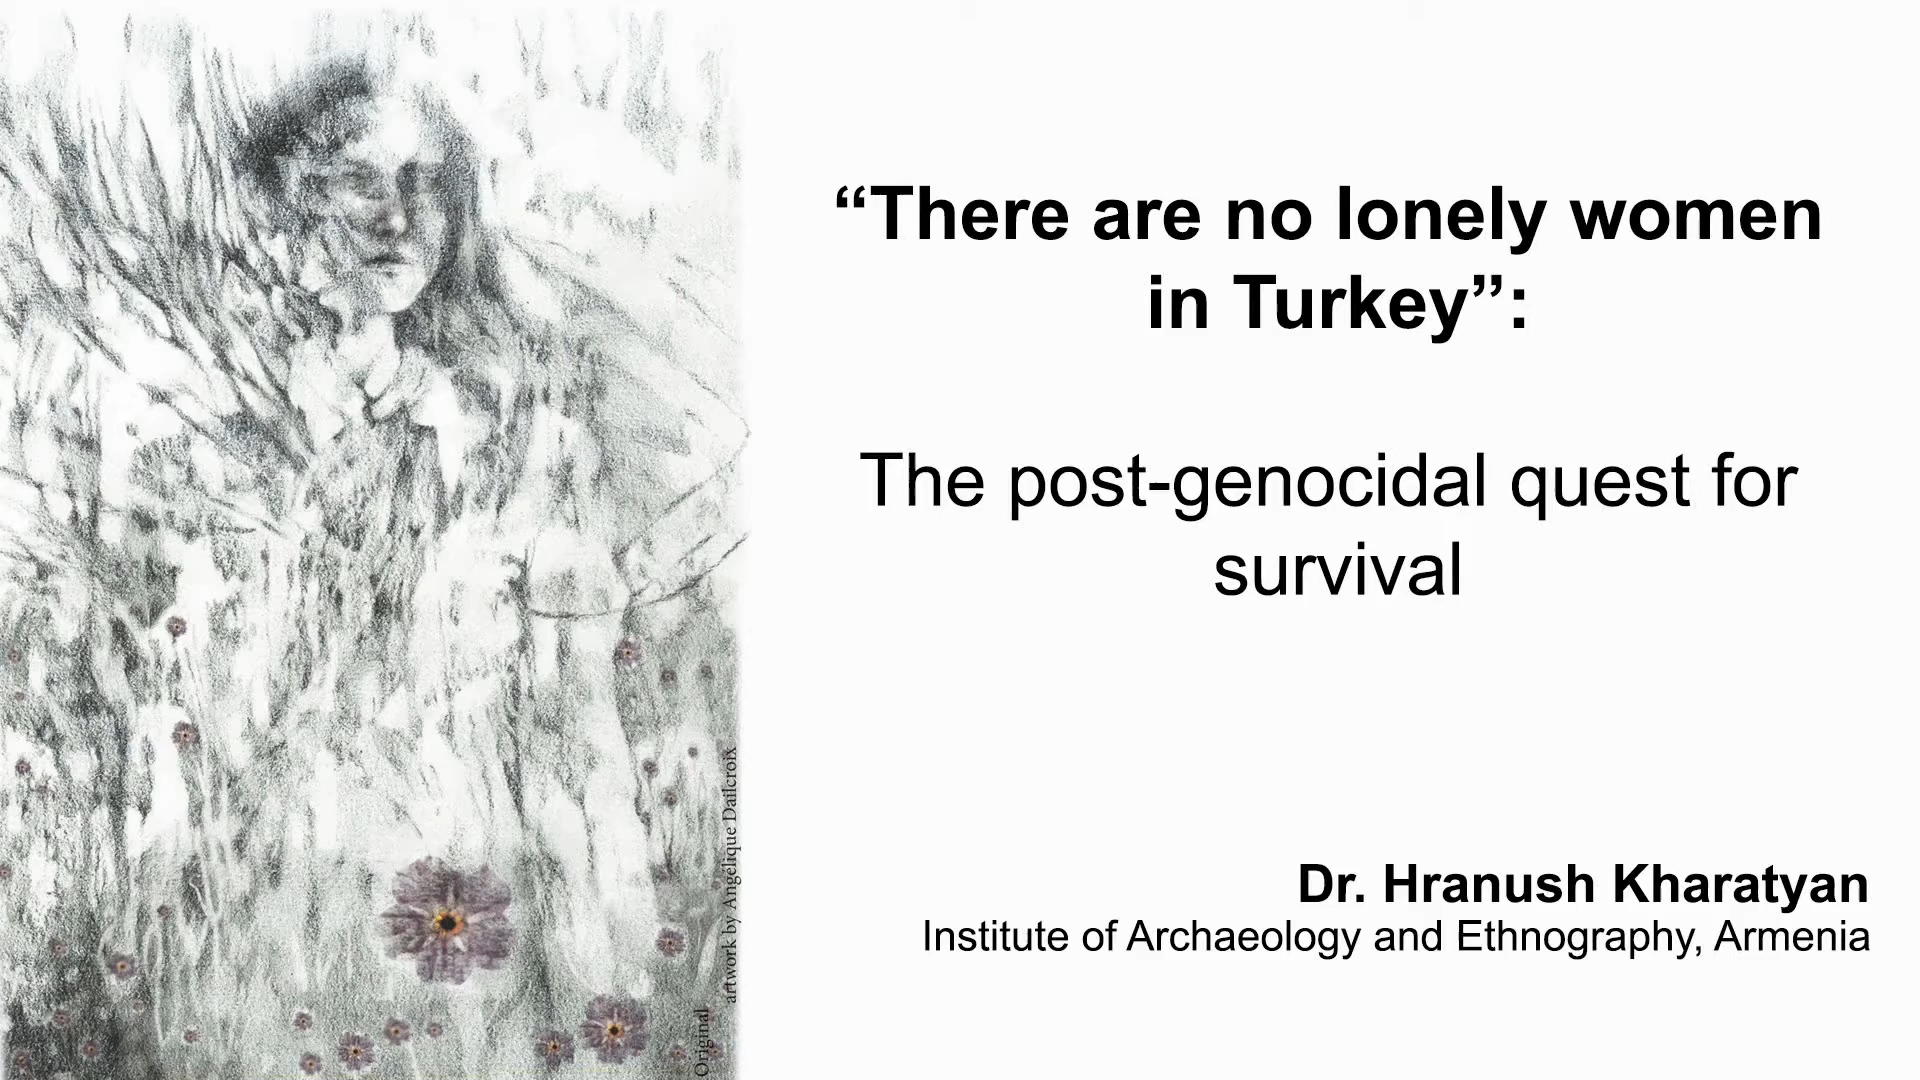 “There are no lonely women
in Turkey”:
The post-genocidal quest for
survival
Dr. Hranush Kharatyan
Institute of Archaeology and Ethnography, Armenia
Original
artwork by Angélique Dailcroix